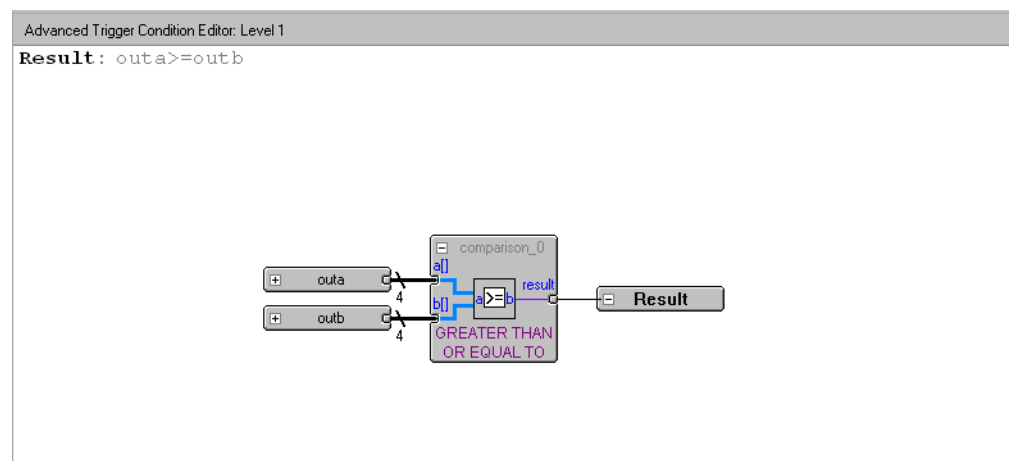 Advanced Trigger Condition Editor: Level 1
Result: outa>=outb
comparison_0
a[]
outa
4
result
a>=b
Result
b[]
outb
4
GREATER THAN
OR EQUAL TO